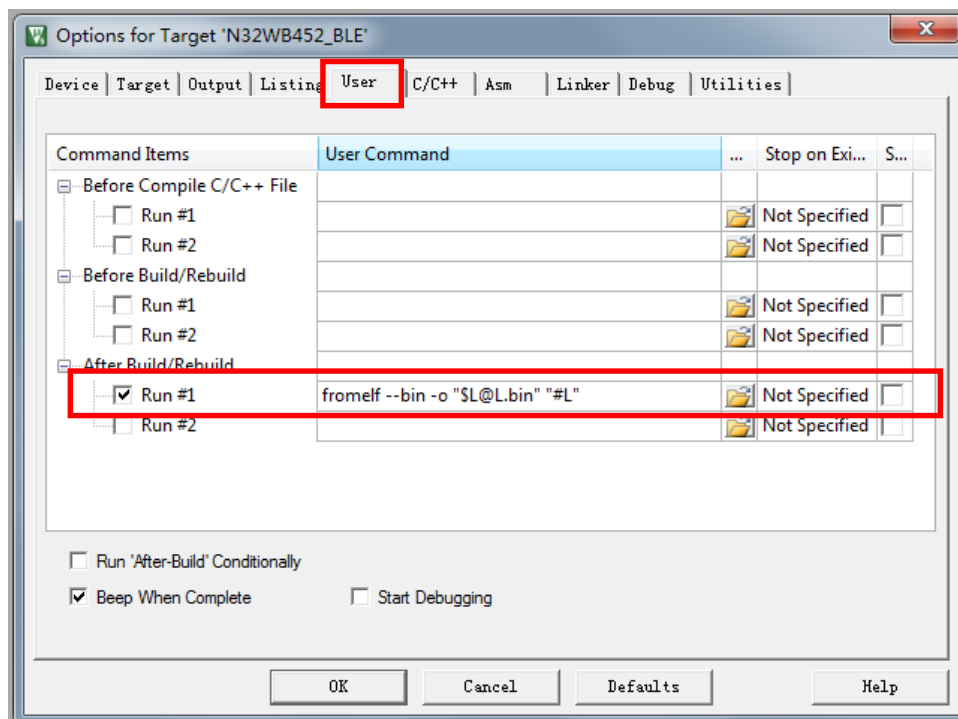 Options for Target 'N32WB452_BLE'
Device Target Output Listing User C/C++ Asm Linker Debug Utilities
Command Items User Command ... Stop on Exi... S...
Before Compile C/C++ File
Run #1 Not Specified
Run #2 Not Specified
Before Build/Rebuild
Run #1 Not Specified
Run #2 Not Specified
After Build/Rebuild
Run #1 fromelf --bin -o "$L@L.bin" "#L" Not Specified
Run #2 Not Specified
Run 'After-Build' Conditionally
Beep When Complete Start Debugging
OK Cancel Defaults Help